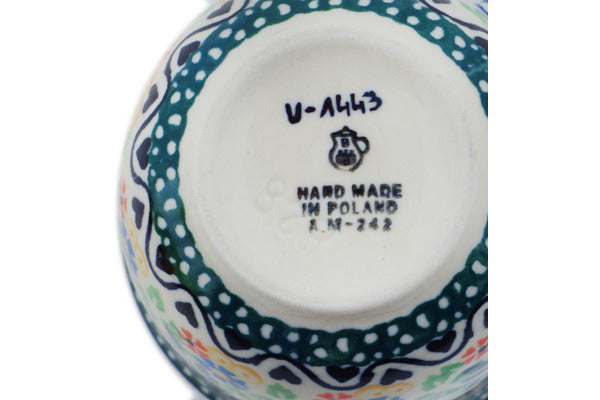 U-1443
HAND MADE
IN POLAND
A.M-242